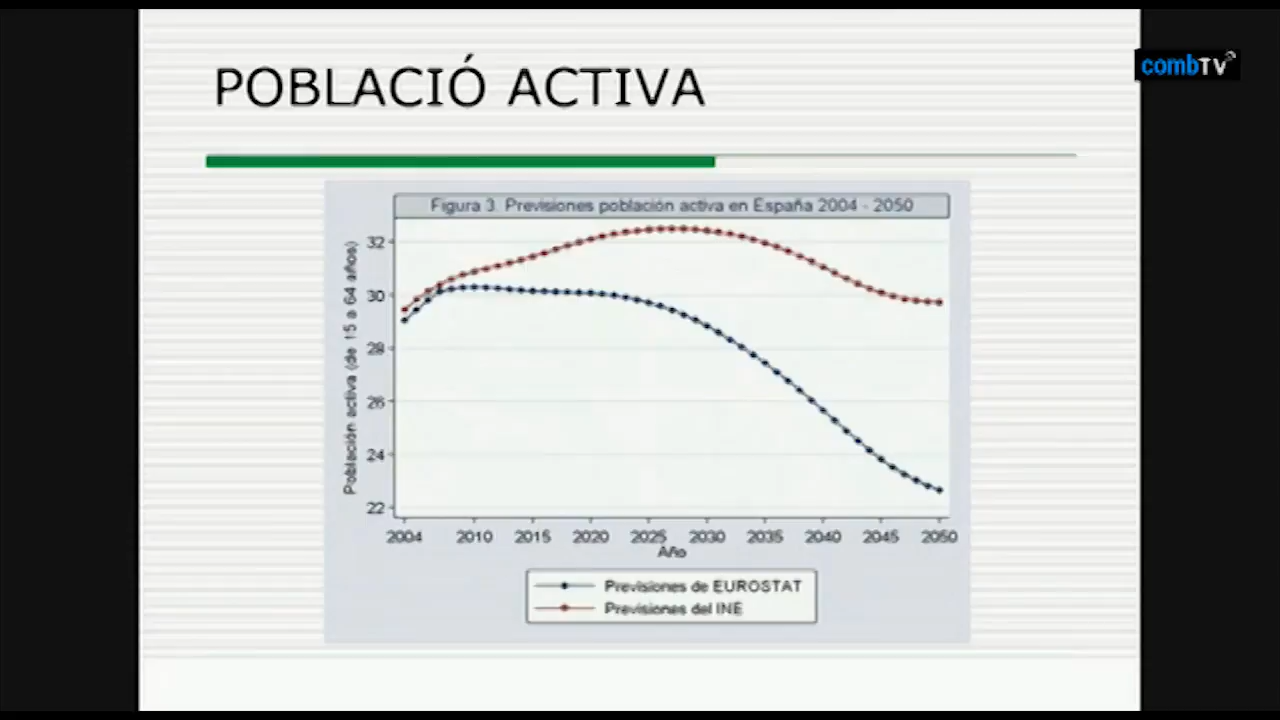 combTV
POBLACIÓ ACTIVA
Figura 3. Previsiones población activa en España 2004 - 2050
Población activa (de 15 a 64 años)
32
30
28
26
24
22
2004 2010 2015 2020 2025 2030 2035 2040 2045 2050
Año
Previsiones de EUROSTAT
Previsiones del INE